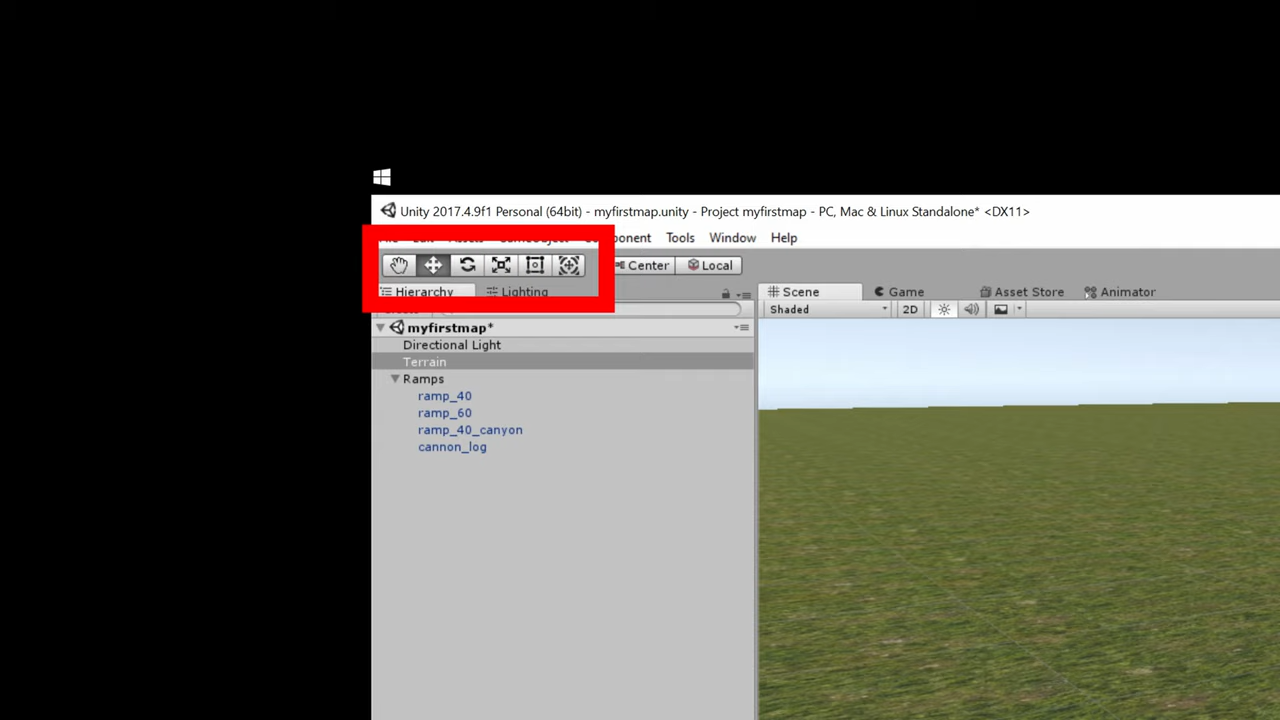 Unity 2017.4.9f1 Personal (64bit) - myfirstmap.unity - Project myfirstmap - PC, Mac & Linux Standalone* <DX11>
Tools Window Help
Center Local
Hierarchy Lighting Scene Game Asset Store Animator
Shaded 2D
myfirstmap*
Directional Light
Terrain
Ramps
ramp_40
ramp_60
ramp_40_canyon
cannon_log